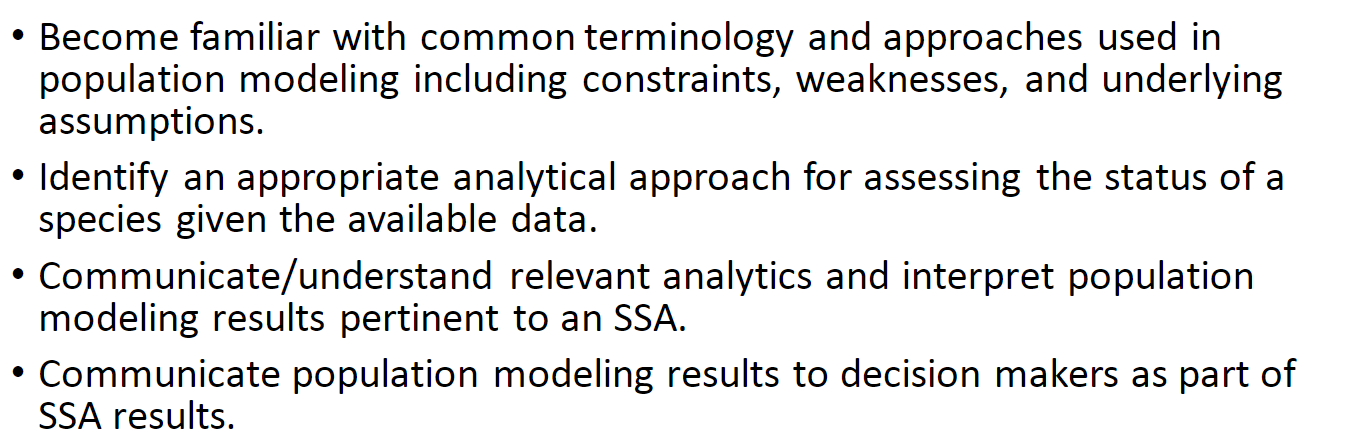 • Become familiar with common terminology and approaches used in
population modeling including constraints, weaknesses, and underlying
assumptions.
• Identify an appropriate analytical approach for assessing the status of a
species given the available data.
• Communicate/understand relevant analytics and interpret population
modeling results pertinent to an SSA.
• Communicate population modeling results to decision makers as part of
SSA results.